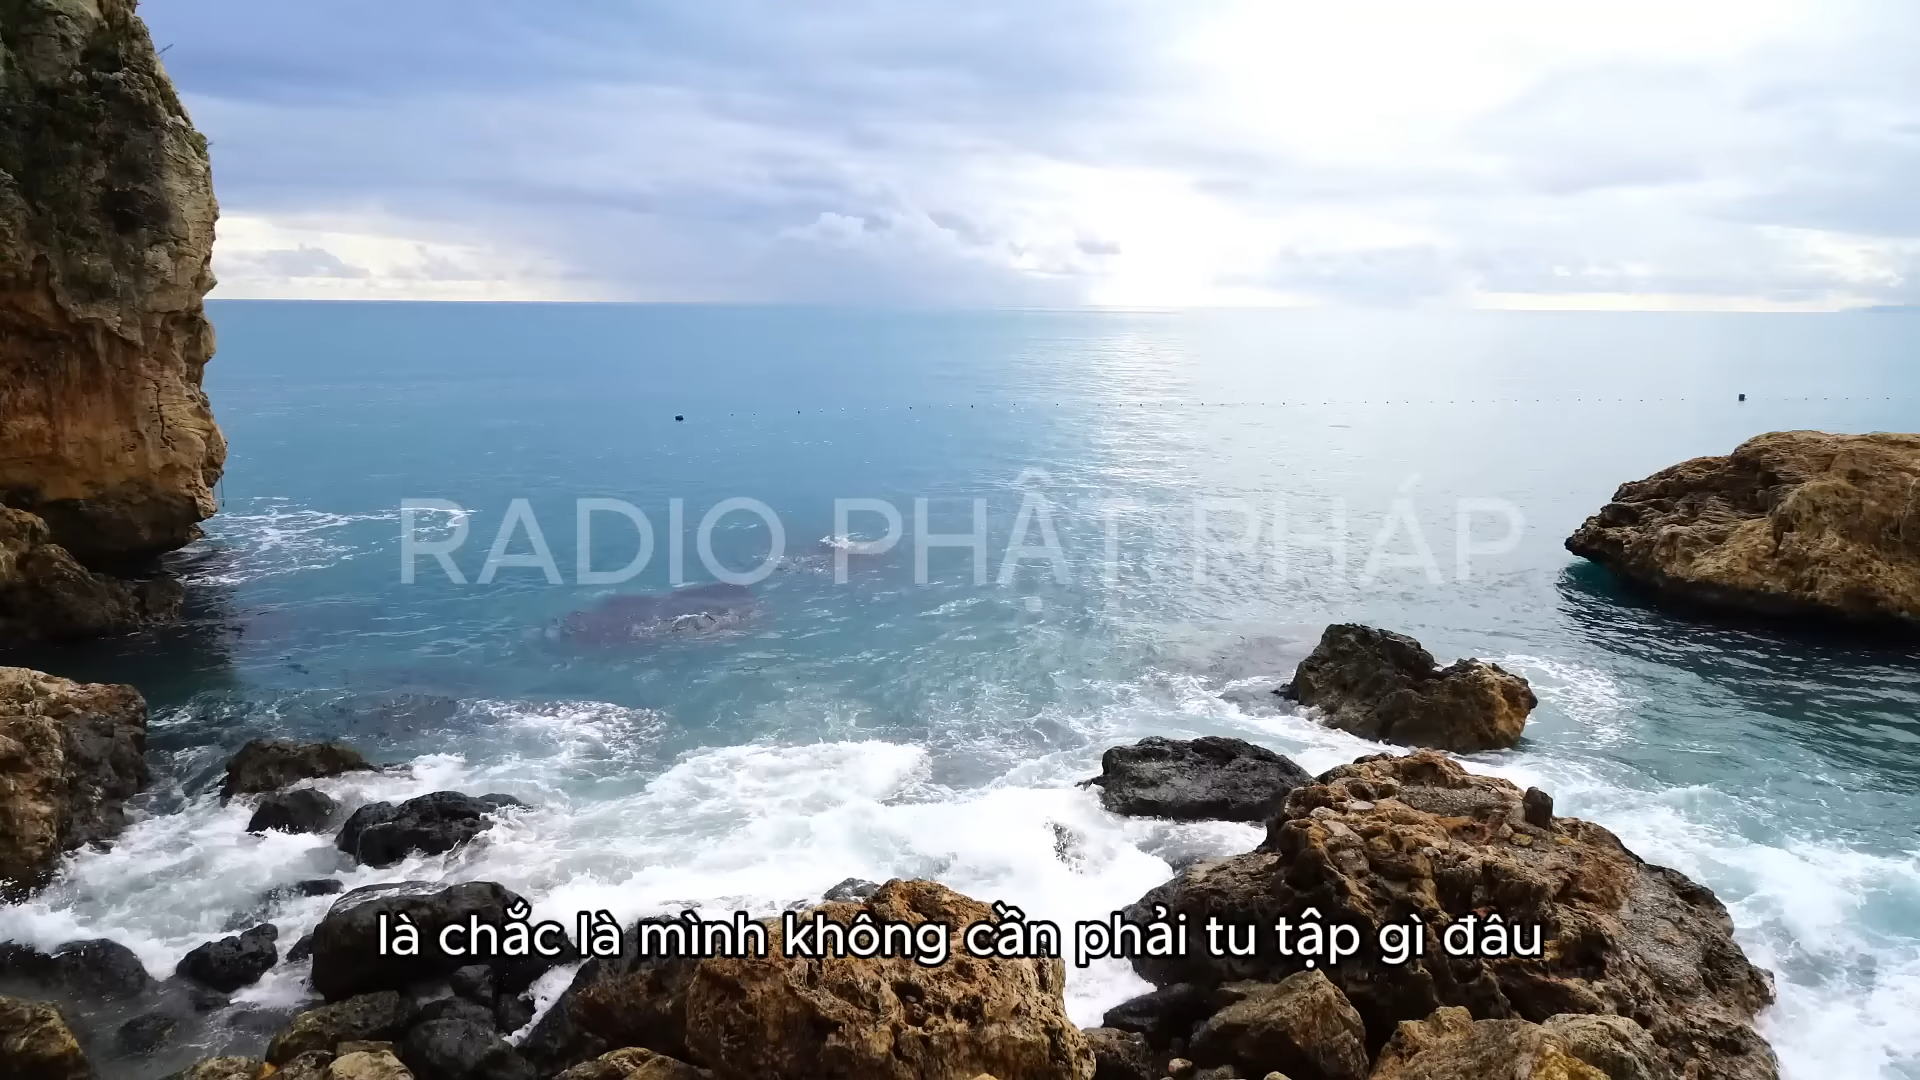 RADIO PHẬT PHÁP
là chắc là mình không cần phải tu tập gì đâu